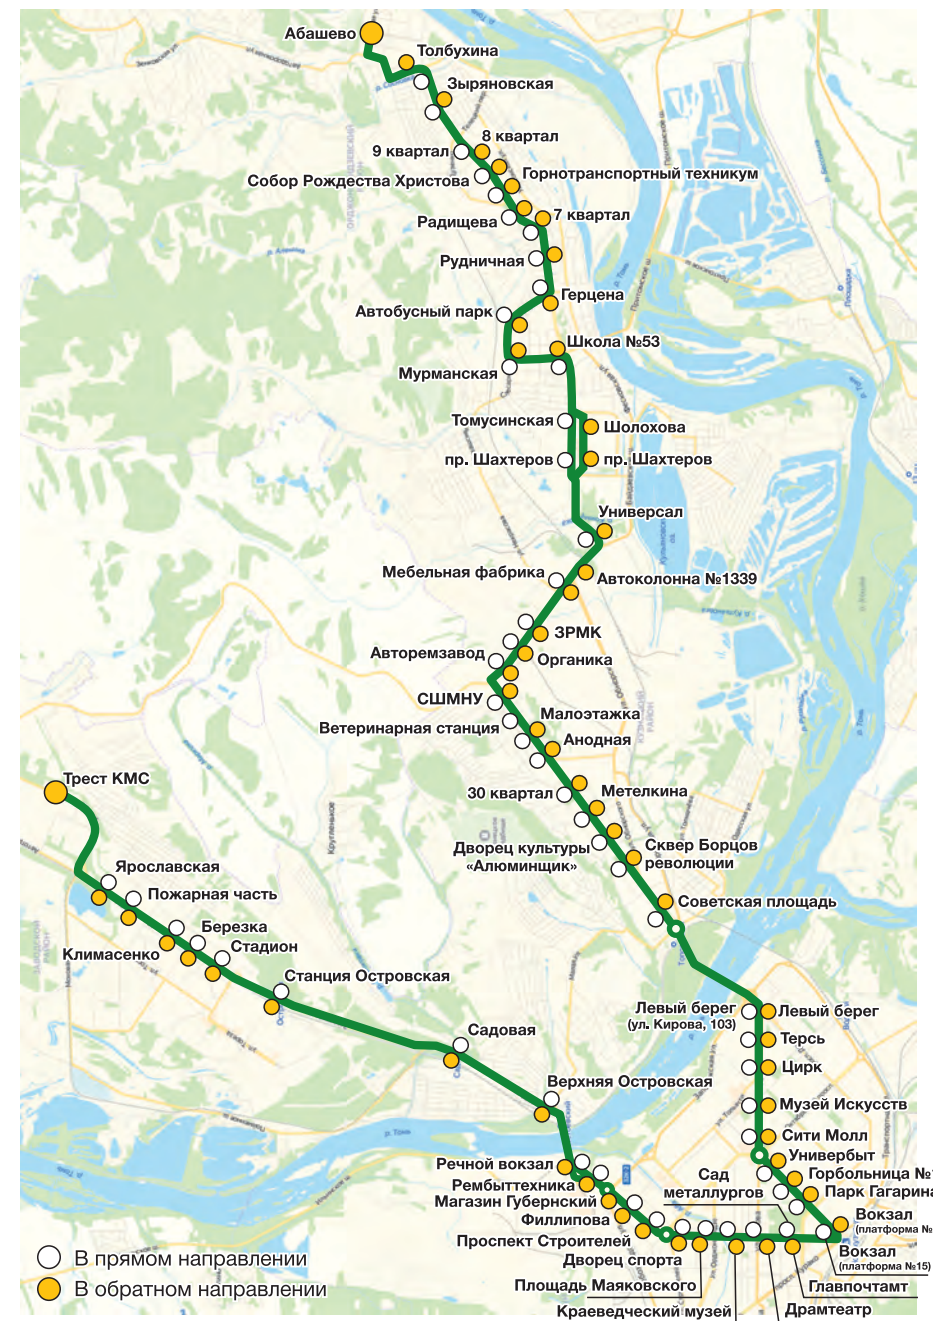 Абашево
Толбухина
Зыряновская
8 квартал
9 квартал
Горнотранспортный техникум
Собор Рождества Христова
7 квартал
Радищева
Рудничная
Герцена
Автобусный парк
Школа №53
Мурманская
Томусинская
Шолохова
пр. Шахтеров
пр. Шахтеров
Универсал
Мебельная фабрика
Автоколонна №1339
ЗРМК
Авторемзавод
Органика
СШМНУ
Малоэтажка
Ветеринарная станция
Анодная
Трест КМС
30 квартал
Метелкина
Дворец культуры
«Алюминщик»
Сквер Борцов
революции
Ярославская
Пожарная часть
Советская площадь
Березка
Стадион
Климасенко
Станция Островская
Левый берег
(ул. Кирова, 103)
Левый берег
Садовая
Терсь
Цирк
Верхняя Островская
Музей Искусств
Сити Молл
Универбыт
Речной вокзал
Сад
металлургов
Горбольница №
Рембыттехника
Парк Гагарина
Магазин Губернский
Филиппова
Вокзал
(платформа №
Проспект Строителей
Вокзал
(платформа №15)
Дворец спорта
Площадь Маяковского
Главпочтамт
Краеведческий музей
Драмтеатр
В прямом направлении
В обратном направлении